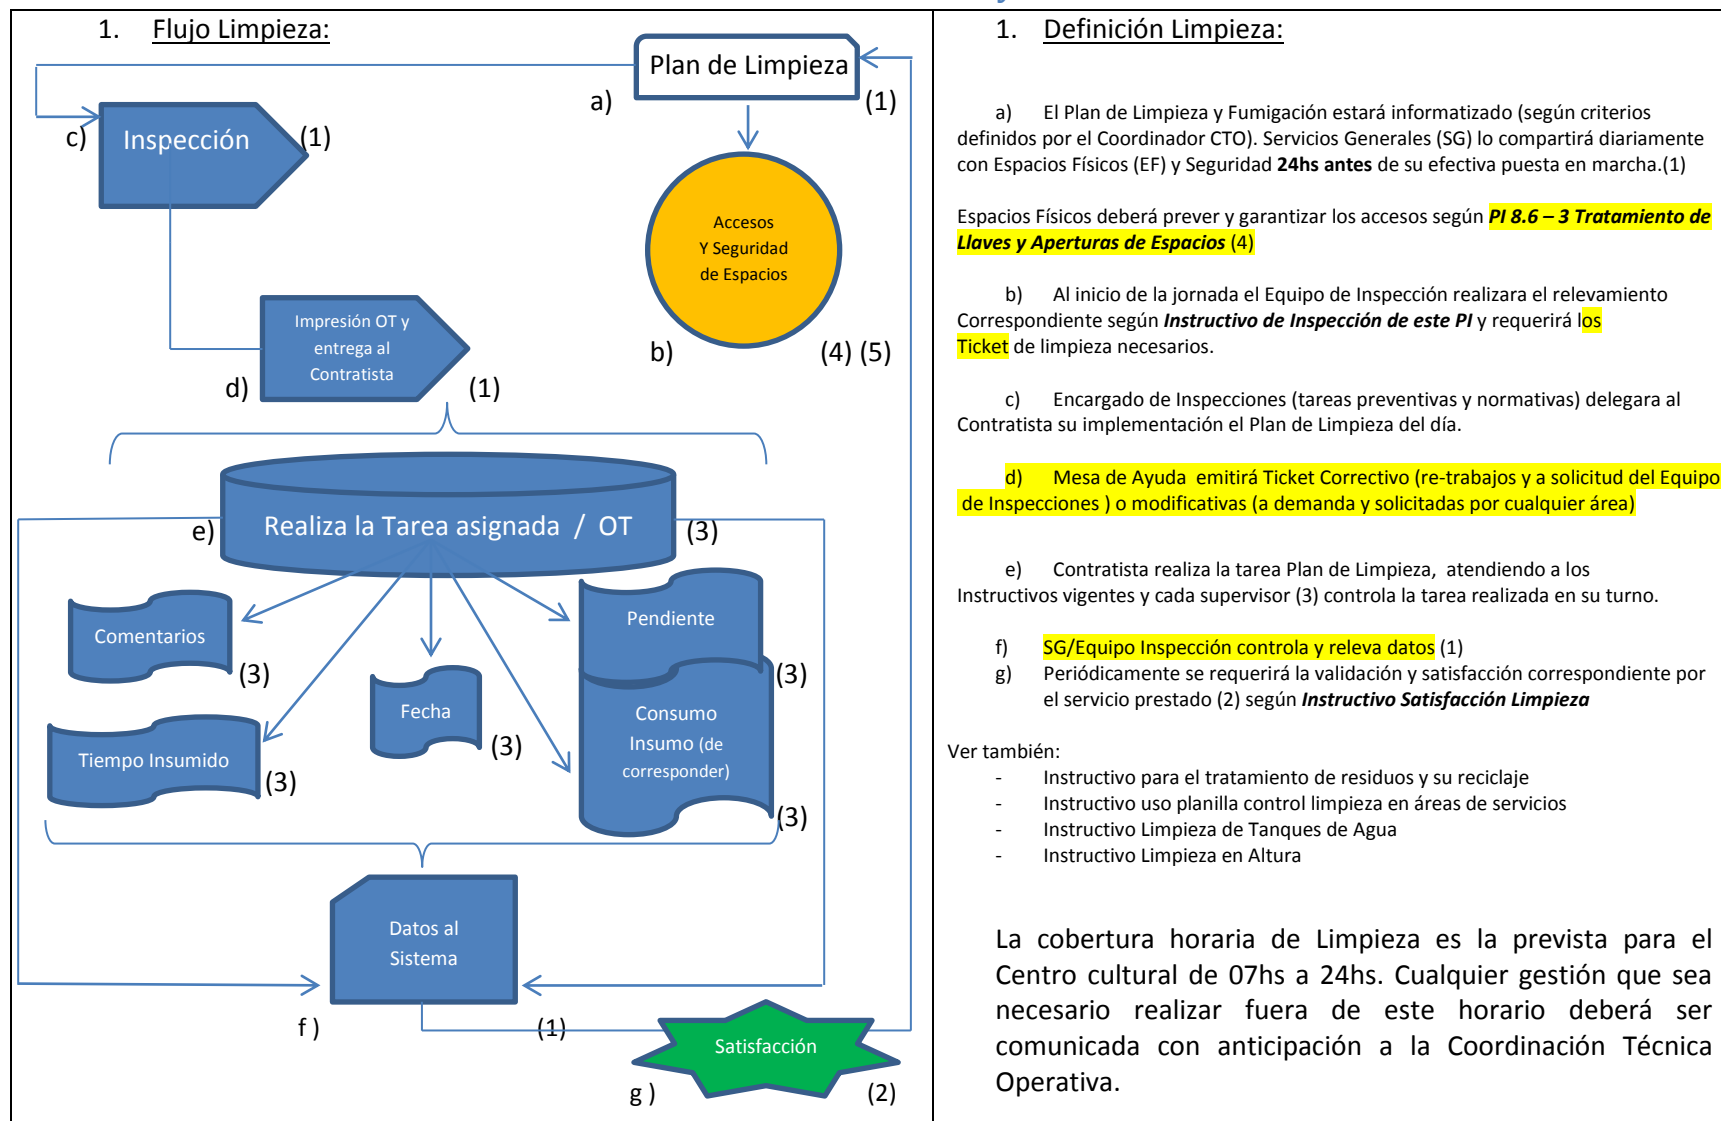 1. Flujo Limpieza:
Plan de Limpieza
a)
(1)
c)
Inspección
(1)
Accesos
Y Seguridad
de Espacios
b)
(4) (5)
Impresión OT y
entrega al
Contratista
d)
(1)
e)
Realiza la Tarea asignada / OT
(3)
Comentarios
(3)
Pendiente
(3)
Fecha
(3)
Tiempo Insumido
(3)
Consumo
Insumo (de
corresponder)
(3)
Datos al
Sistema
f )
(1)
Satisfacción
g )
(2)
1. Definición Limpieza:
a) El Plan de Limpieza y Fumigación estará informatizado (según criterios
definidos por el Coordinador CTO). Servicios Generales (SG) lo compartirá diariamente
con Espacios Físicos (EF) y Seguridad 24hs antes de su efectiva puesta en marcha.(1)
Espacios Físicos deberá prever y garantizar los accesos según PI 8.6 – 3 Tratamiento de
Llaves y Aperturas de Espacios (4)
b) Al inicio de la jornada el Equipo de Inspección realizara el relevamiento
Correspondiente según Instructivo de Inspección de este PI y requerirá los
Ticket de limpieza necesarios.
c) Encargado de Inspecciones (tareas preventivas y normativas) delegara al
Contratista su implementación el Plan de Limpieza del día.
d) Mesa de Ayuda emitirá Ticket Correctivo (re-trabajos y a solicitud del Equipo
de Inspecciones ) o modificativas (a demanda y solicitadas por cualquier área)
e) Contratista realiza la tarea Plan de Limpieza, atendiendo a los
Instructivos vigentes y cada supervisor (3) controla la tarea realizada en su turno.
f) SG/Equipo Inspección controla y releva datos (1)
g) Periódicamente se requerirá la validación y satisfacción correspondiente por
el servicio prestado (2) según Instructivo Satisfacción Limpieza
Ver también:
- Instructivo para el tratamiento de residuos y su reciclaje
- Instructivo uso planilla control limpieza en áreas de servicios
- Instructivo Limpieza de Tanques de Agua
- Instructivo Limpieza en Altura
La cobertura horaria de Limpieza es la prevista para el
Centro cultural de 07hs a 24hs. Cualquier gestión que sea
necesario realizar fuera de este horario deberá ser
comunicada con anticipación a la Coordinación Técnica
Operativa.